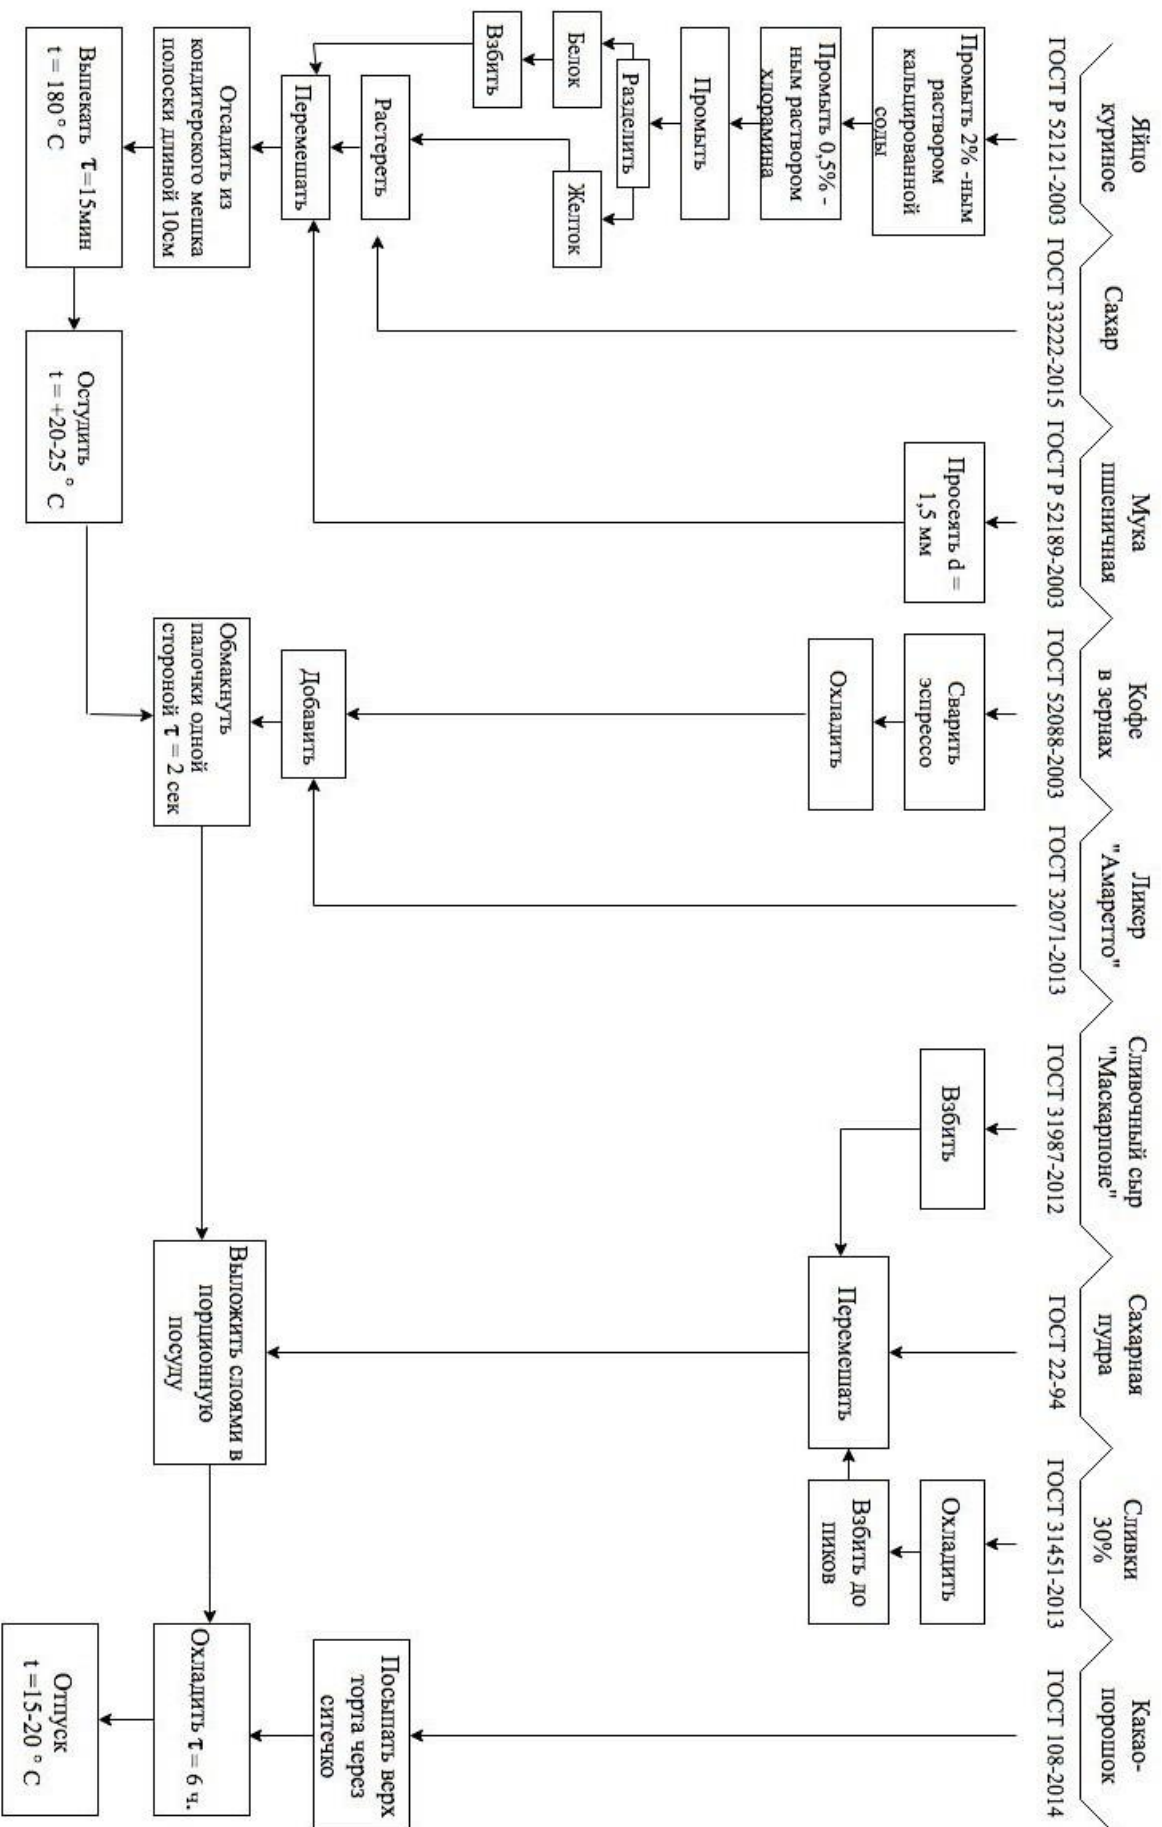 Яйцо
куриное
ГОСТ Р 52121-2003
Сахар
ГОСТ 33222-2015
Мука
пшеничная
ГОСТ Р 52189-2003
Кофе
в зернах
ГОСТ 52088-2003
Ликер
"Амаретто"
ГОСТ 32071-2013
Сливочный сыр
"Маскарпоне"
ГОСТ 31987-2012
Сахарная
пудра
ГОСТ 22-94
Сливки
30%
ГОСТ 31451-2013
Какао-
порошок
ГОСТ 108-2014
Промыть 2% -ным
раствором
кальцированной
соды
Промыть 0,5% -
ным раствором
хлорамина
Промыть
Разделить
Белок
Желток
Взбить
Растереть
Перемешать
Отсадить из
кондитерского мешка
полоски длиной 10см
Выпекать τ=15мин
t = 180° C
Остудить
t = +20-25 ° C
Просеять d =
1,5 мм
Сварить
эспрессо
Охладить
Добавить
Обмакнуть
палочки одной
стороной τ = 2 сек
Взбить
Перемешать
Охладить
Взбить до
пиков
Выложить слоями в
порционную
посуду
Посыпать верх
торта через
ситечко
Охладить τ = 6 ч.
Отпуск
t =15-20 ° C